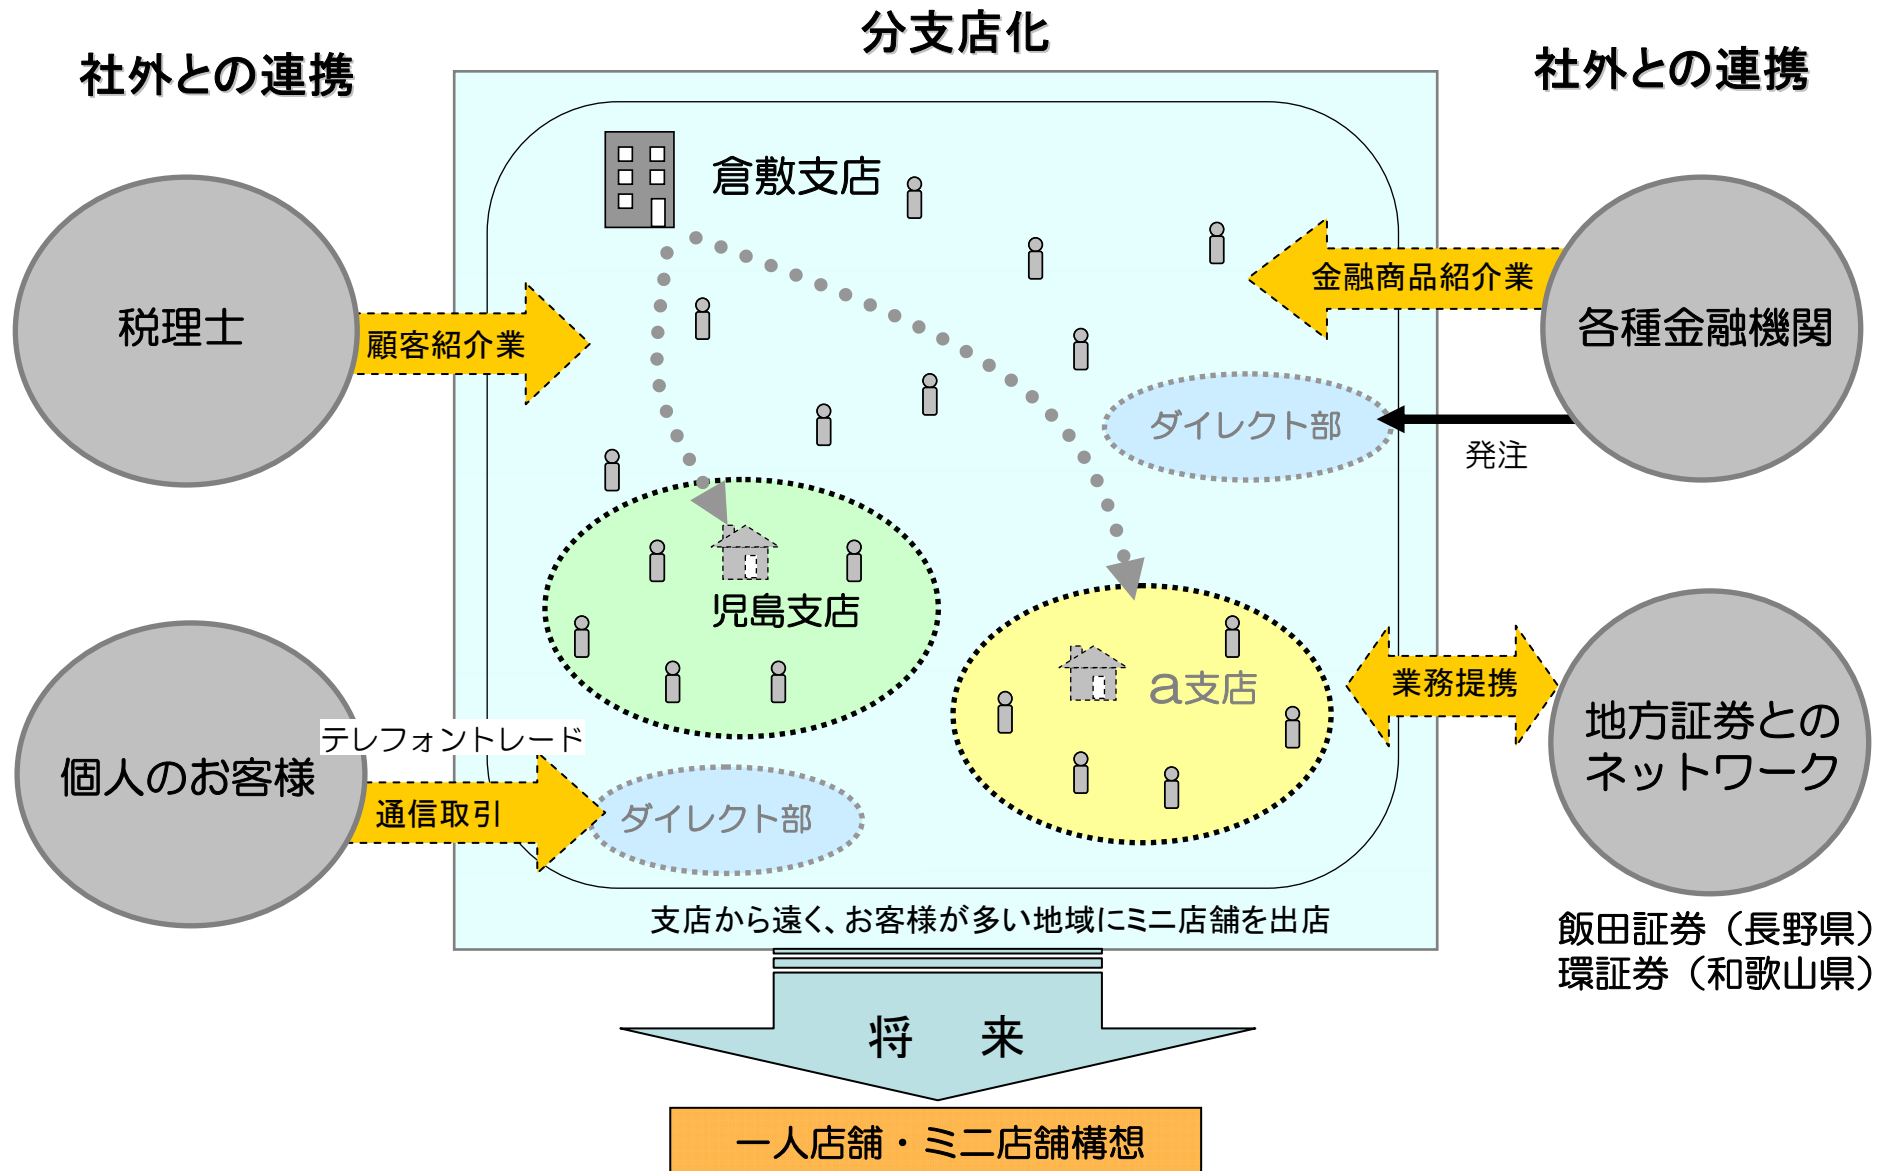 分支店化
社外との連携
社外との連携
倉敷支店
税理士
顧客紹介業
金融商品紹介業
各種金融機関
ダイレクト部
発注
児島支店
a支店
業務提携
地方証券との
ネットワーク
テレフォントレード
個人のお客様
通信取引
ダイレクト部
支店から遠く、お客様が多い地域にミニ店舗を出店
飯田証券（長野県）
環証券（和歌山県）
将　来
一人店舗・ミニ店舗構想